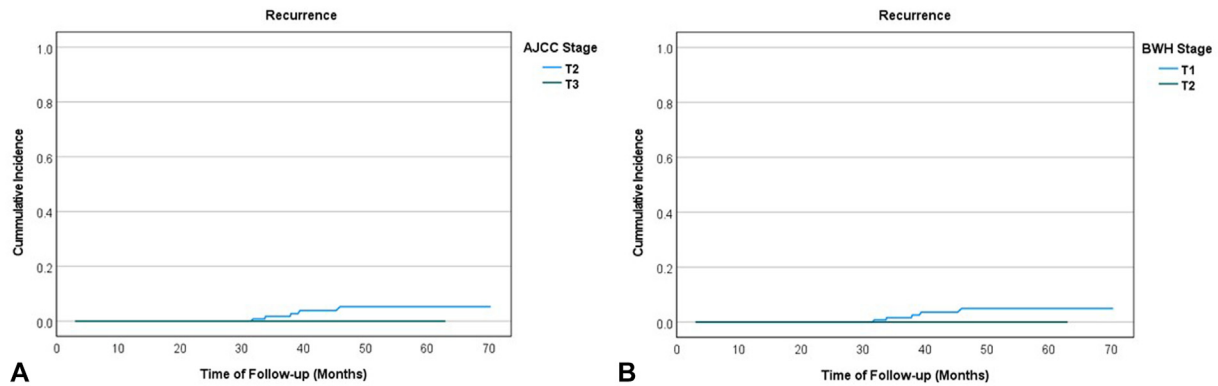 Recurrence
AJCC Stage
T2
T3
1.0
0.8
0.6
0.4
0.2
0.0
Cummulative Incidence
0 10 20 30 40 50 60 70
Time of Follow-up (Months)
A
Recurrence
BWH Stage
T1
T2
1.0
0.8
0.6
0.4
0.2
0.0
Cummulative Incidence
0 10 20 30 40 50 60 70
Time of Follow-up (Months)
B